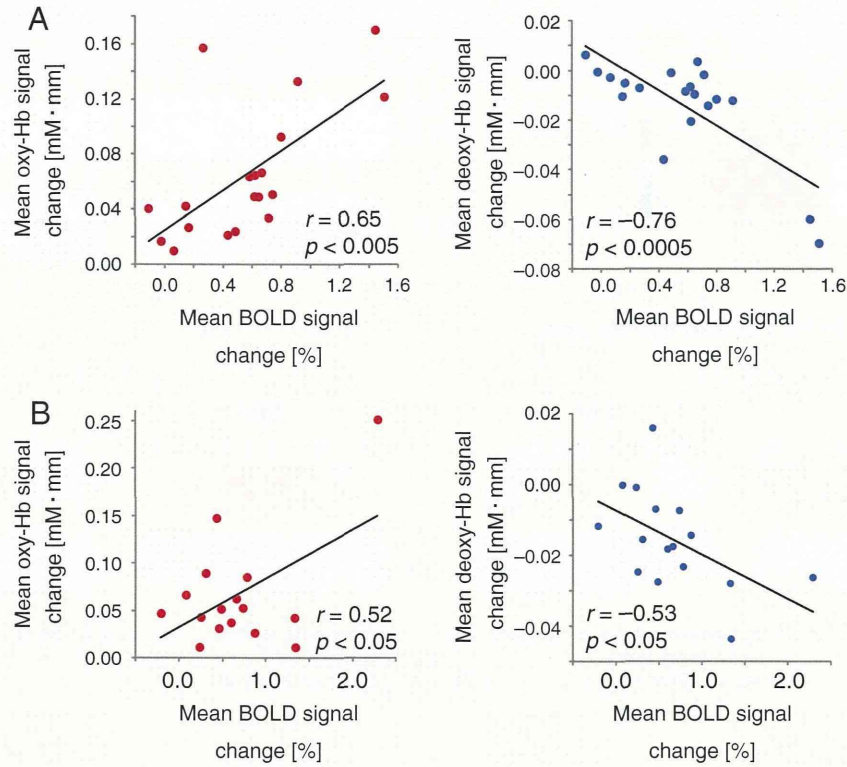 A
Mean oxy-Hb signal
change [mM・mm]
0.16
0.12
0.08
0.04
0.00
r = 0.65
p < 0.005
0.0 0.4 0.8 1.2 1.6
Mean BOLD signal
change [%]
Mean deoxy-Hb signal
change [mM・mm]
0.02
0.00
−0.02
−0.04
−0.06
−0.08
r = −0.76
p < 0.0005
0.0 0.4 0.8 1.2 1.6
Mean BOLD signal
change [%]
B
Mean oxy-Hb signal
change [mM・mm]
0.25
0.20
0.15
0.10
0.05
0.00
r = 0.52
p < 0.05
0.0 1.0 2.0
Mean BOLD signal
change [%]
Mean deoxy-Hb signal
change [mM・mm]
0.02
0.00
−0.02
−0.04
r = −0.53
p < 0.05
0.0 1.0 2.0
Mean BOLD signal
change [%]